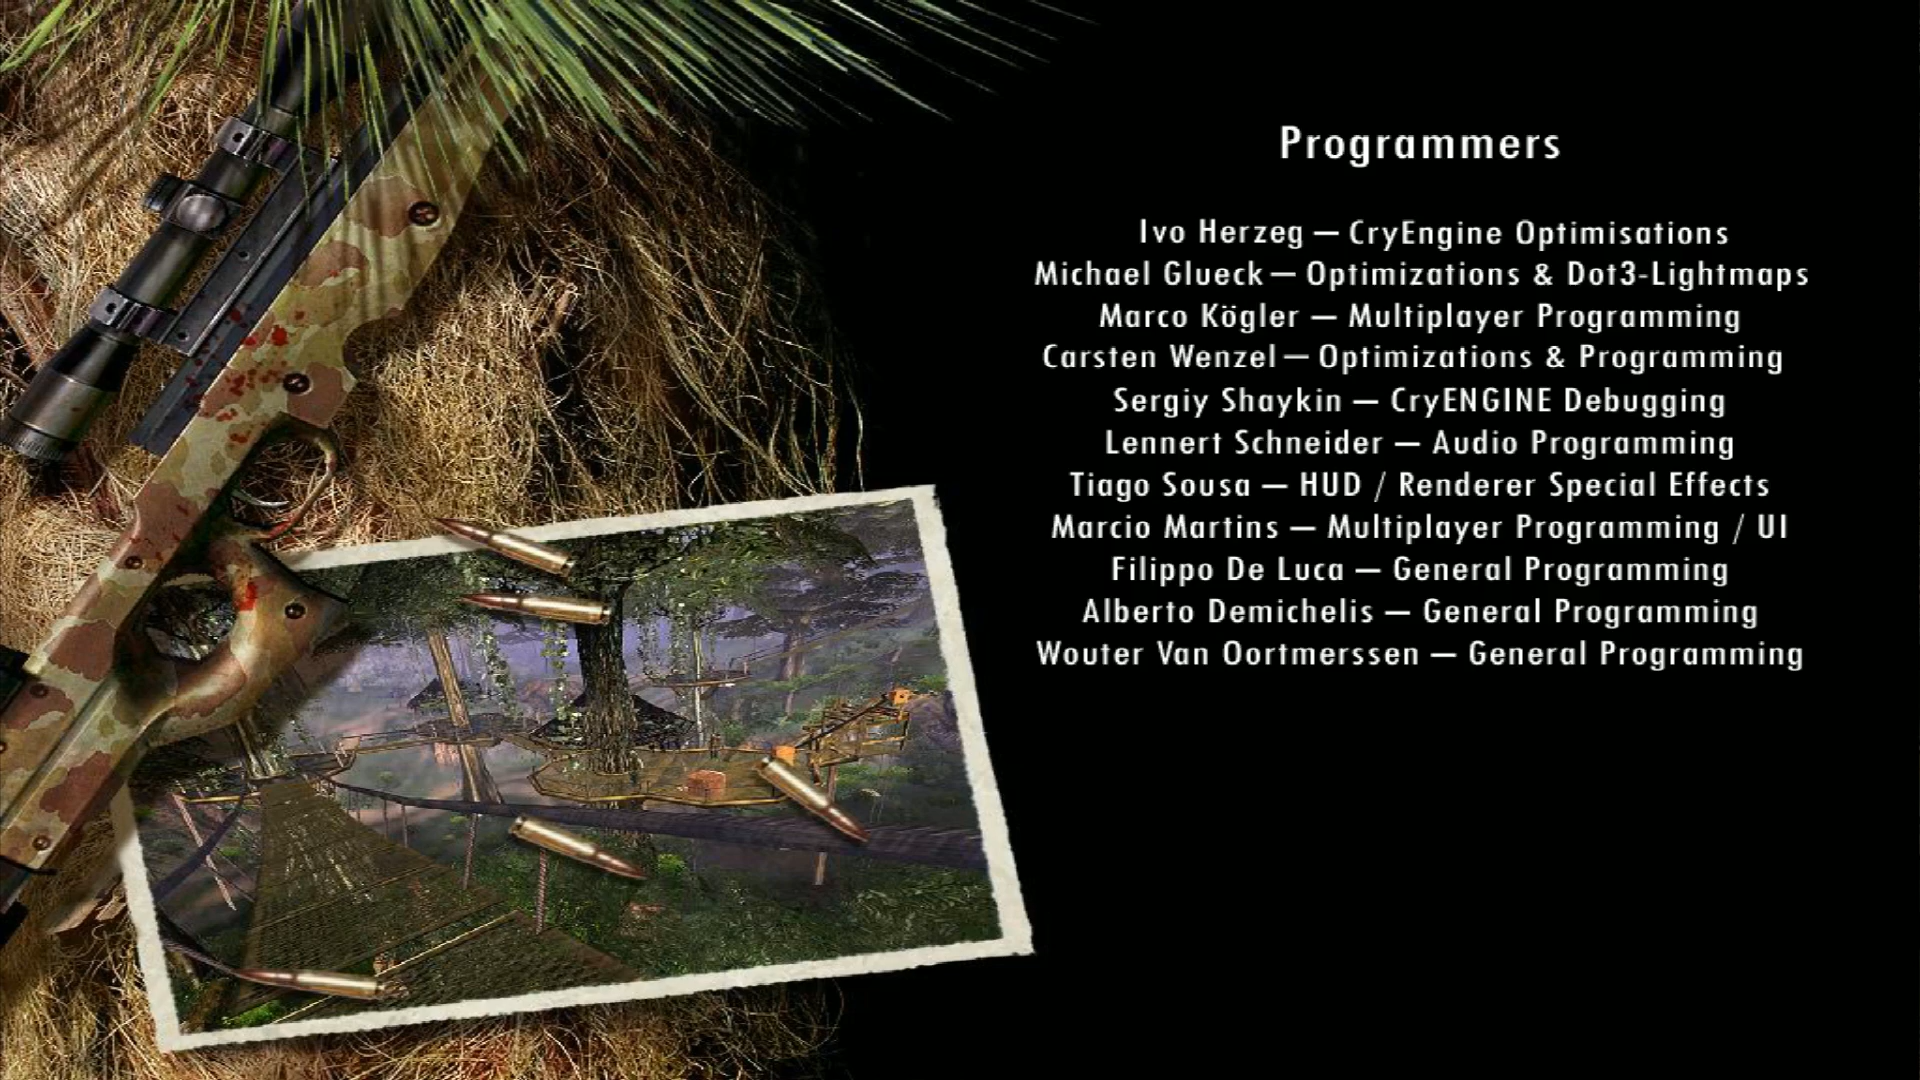 Programmers
Ivo Herzeg — CryEngine Optimisations
Michael Glueck — Optimizations & Dot3-Lightmaps
Marco Kögler — Multiplayer Programming
Carsten Wenzel — Optimizations & Programming
Sergiy Shaykin — CryENGINE Debugging
Lennert Schneider — Audio Programming
Tiago Sousa — HUD / Renderer Special Effects
Marcio Martins — Multiplayer Programming / UI
Filippo De Luca — General Programming
Alberto Demichelis — General Programming
Wouter Van Oortmerssen — General Programming